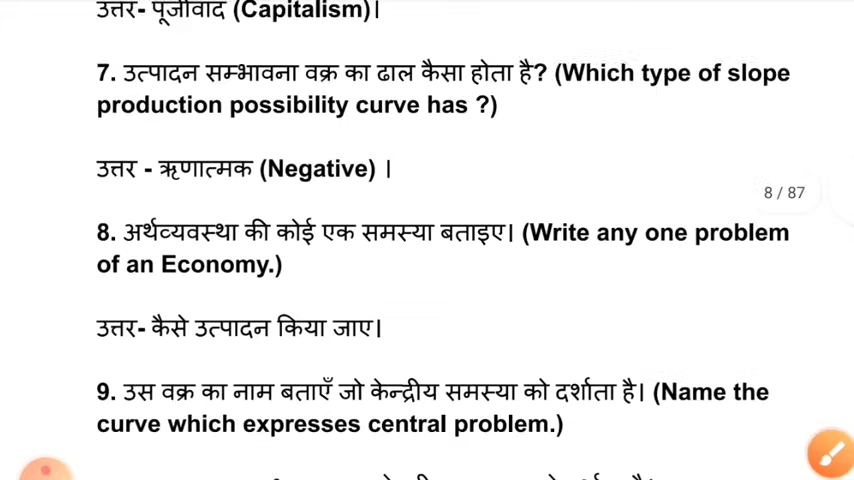 उत्तर- पूंजीवाद (Capitalism)।
7. उत्पादन सम्भावना वक्र का ढाल कैसा होता है? (Which type of slope
production possibility curve has ?)
उत्तर - ऋणात्मक (Negative) ।
8 / 87
8. अर्थव्यवस्था की कोई एक समस्या बताइए। (Write any one problem
of an Economy.)
उत्तर- कैसे उत्पादन किया जाए।
9. उस वक्र का नाम बताएँ जो केन्द्रीय समस्या को दर्शाता है। (Name the
curve which expresses central problem.)